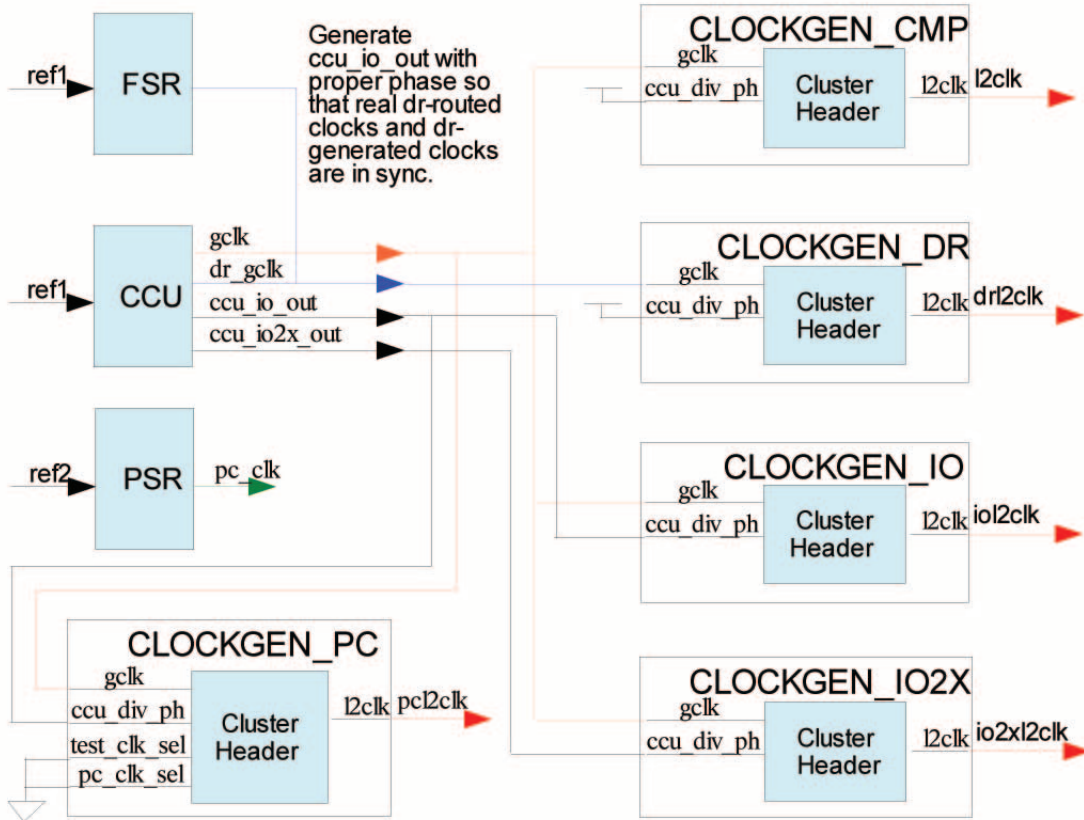 ref1
FSR
Generate
ccu_io_out with
proper phase so
that real dr-routed
clocks and dr-
generated clocks
are in sync.
ref1
CCU
gclk
dr_gclk
ccu_io_out
ccu_io2x_out
ref2
PSR
pc_clk
CLOCKGEN_CMP
gclk
ccu_div_ph
Cluster
Header
l2clk
l2clk
CLOCKGEN_DR
gclk
ccu_div_ph
Cluster
Header
l2clk
drl2clk
CLOCKGEN_IO
gclk
ccu_div_ph
Cluster
Header
l2clk
iol2clk
CLOCKGEN_PC
gclk
ccu_div_ph
test_clk_sel
pc_clk_sel
Cluster
Header
l2clk
pcl2clk
CLOCKGEN_IO2X
gclk
ccu_div_ph
Cluster
Header
l2clk
io2xl2clk